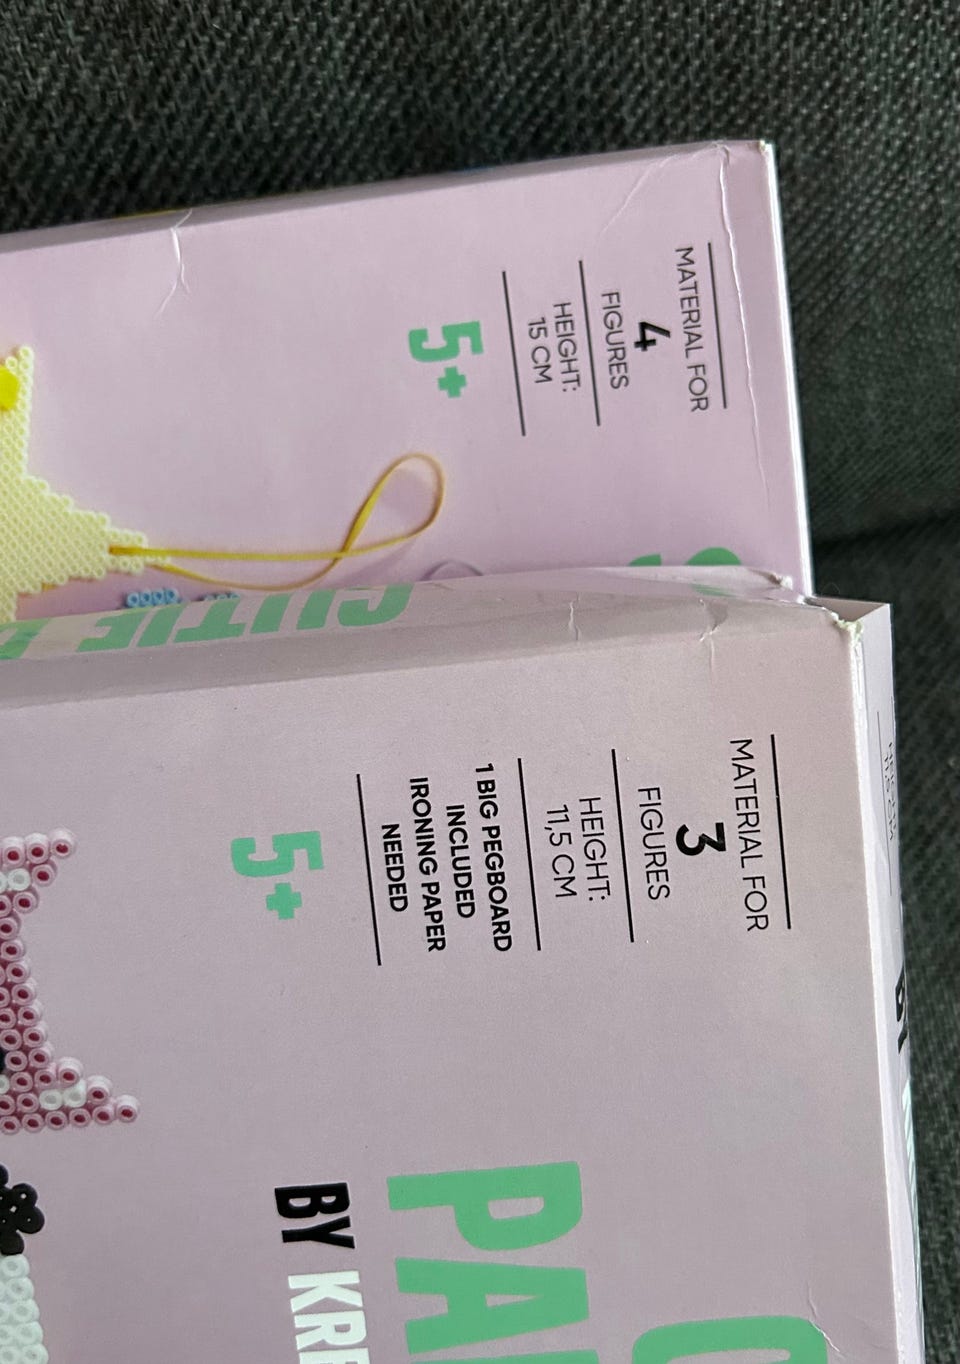 MATERIAL FOR
4
FIGURES
HEIGHT:
15 CM
5+
CUTIE
MATERIAL FOR
3
FIGURES
HEIGHT:
11,5 CM
1 BIG PEGBOARD
INCLUDED
IRONING PAPER
NEEDED
5+
BY